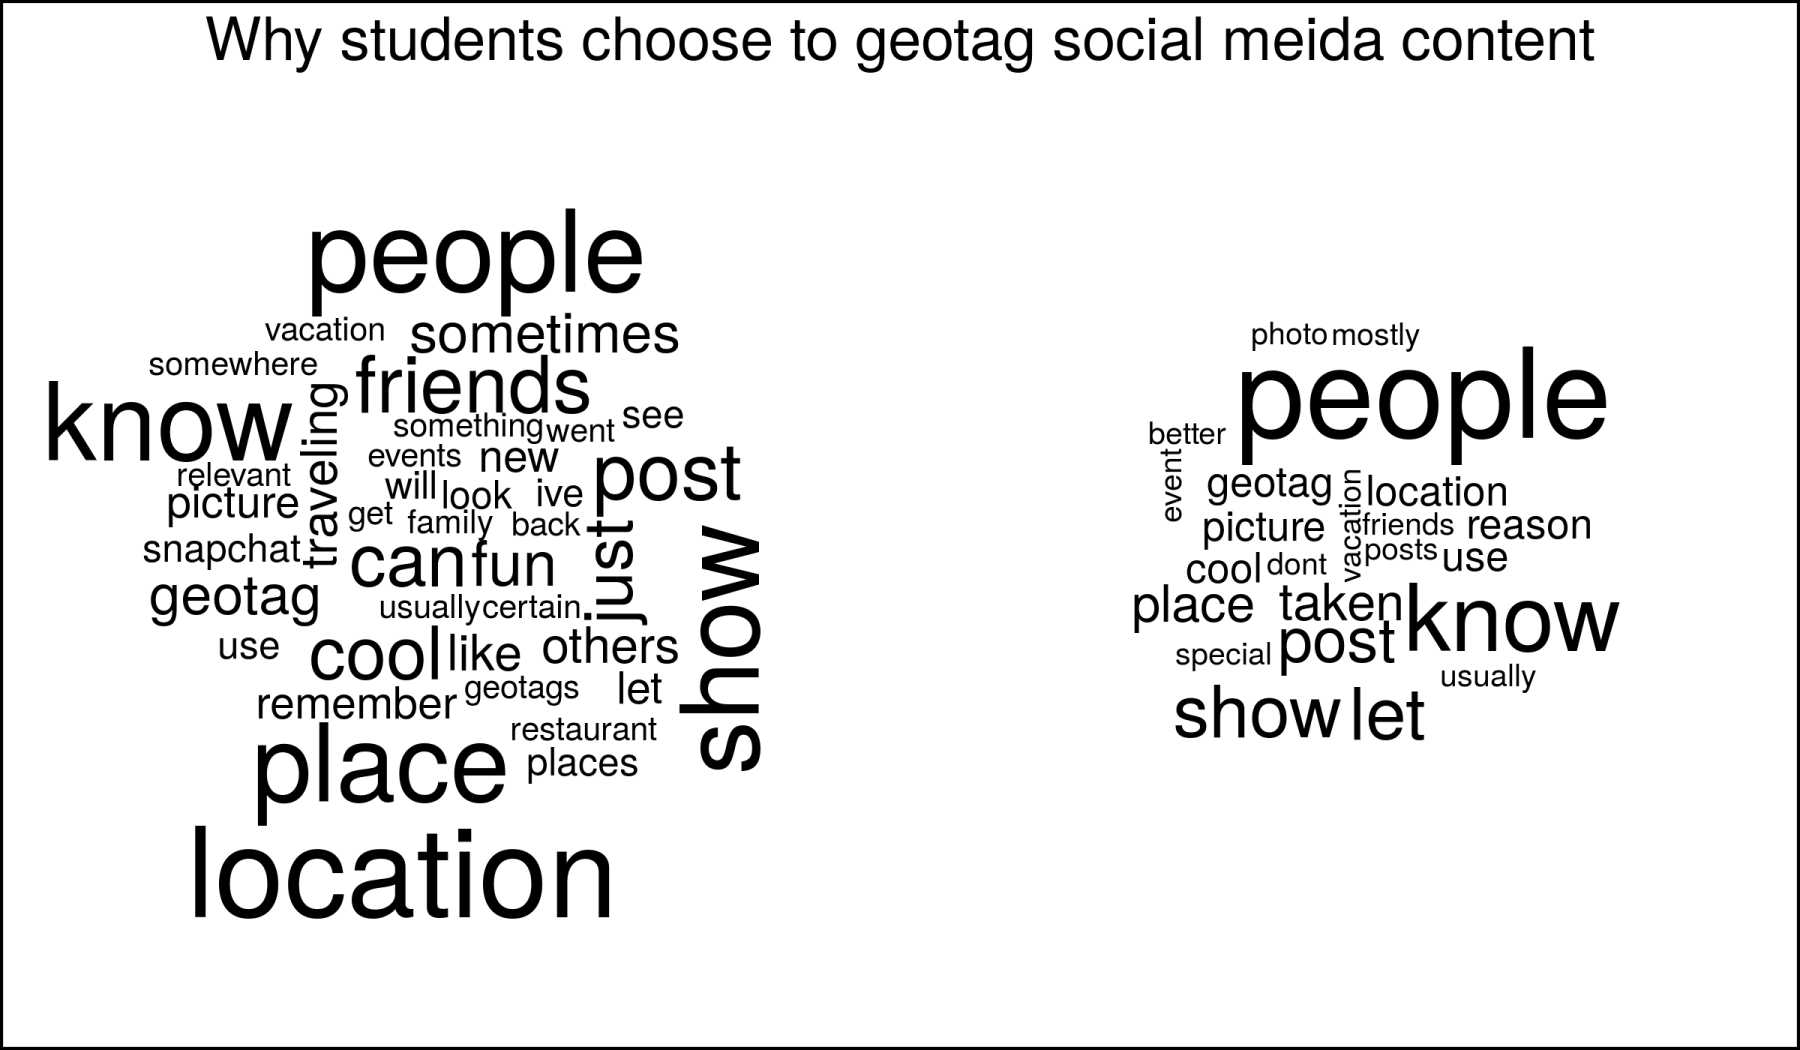 Why students choose to geotag social meida content
people
vacation sometimes
somewhere friends
know traveling something went see
relevant events new post
picture will look ive
get family back
snapchat can fun just show
geotag usually certain
use cool like others
remember geotags let
restaurant
place places
location
photo mostly
people
better
event geotag vacation location
picture friends reason
cool dont posts use
place taken know
special post usually
show let